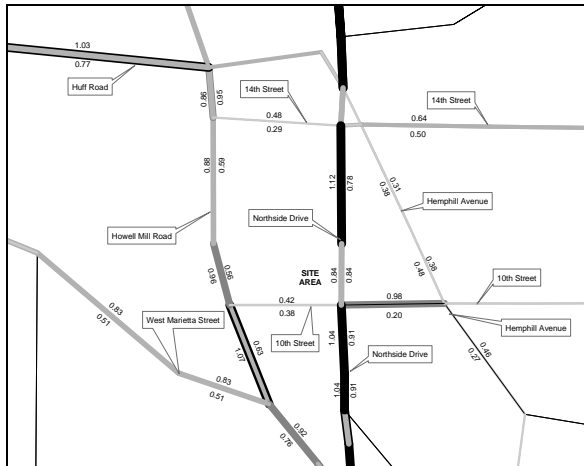 1.03
0.77
Huff Road
0.86
0.95
14th Street
0.48
0.29
0.64
14th Street
0.50
0.88
0.59
1.12
0.78
0.31
0.38
Hemphill Avenue
Northside Drive
Howell Mill Road
0.56
0.96
SITE
AREA
0.84
0.84
0.38
0.48
0.83
0.51
West Marietta Street
0.42
0.38
10th Street
0.98
0.20
10th Street
Hemphill Avenue
0.63
1.07
1.04
0.91
Northside Drive
0.46
0.27
0.83
0.51
1.04
0.91
0.92
0.76